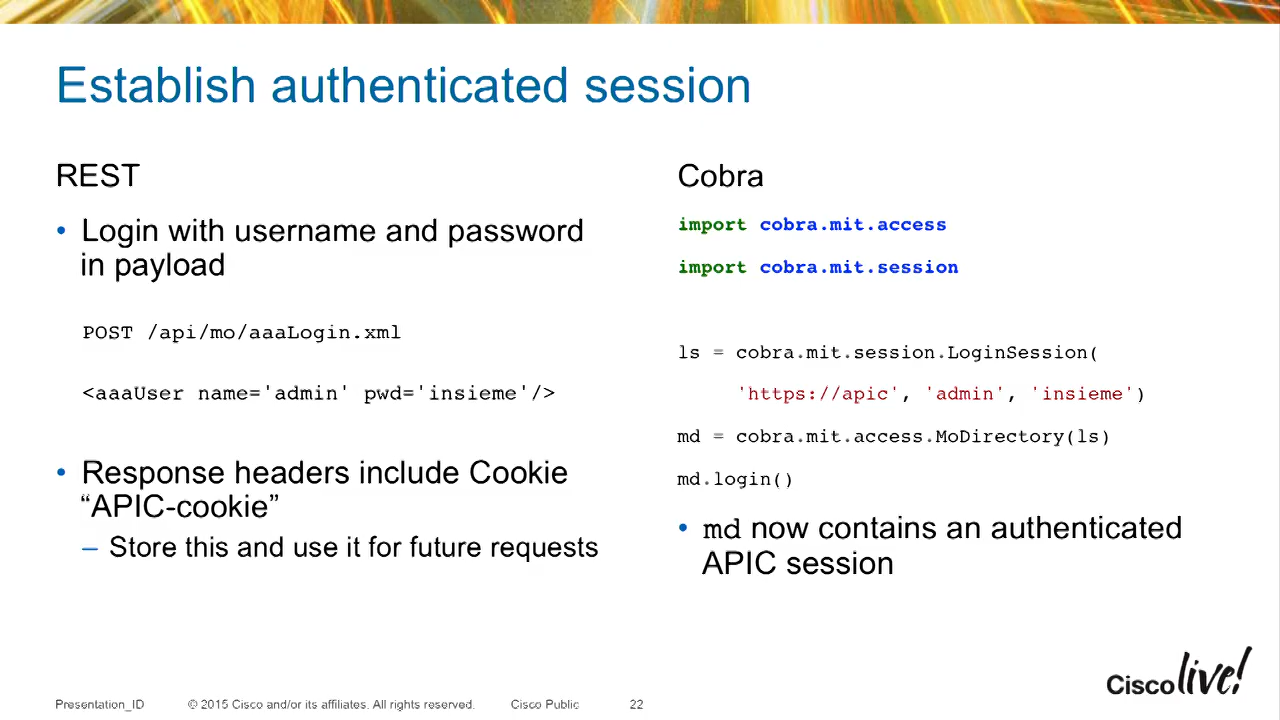 Establish authenticated session
REST
• Login with username and password
in payload
POST /api/mo/aaaLogin.xml
<aaaUser name='admin' pwd='insieme'/>
• Response headers include Cookie
“APIC-cookie”
– Store this and use it for future requests
Cobra
import cobra.mit.access
import cobra.mit.session
ls = cobra.mit.session.LoginSession(
'https://apic', 'admin', 'insieme')
md = cobra.mit.access.MoDirectory(ls)
md.login()
• md now contains an authenticated
APIC session
Presentation_ID © 2015 Cisco and/or its affiliates. All rights reserved. Cisco Public 22
Cisco live!